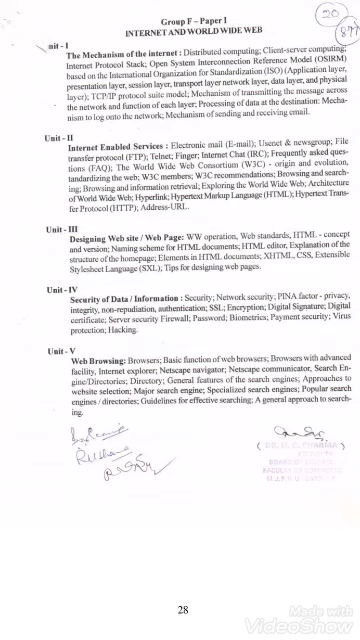 20
Group F – Paper I
877
INTERNET AND WORLD WIDE WEB
nit - I
The Mechanism of the internet : Distributed computing; Client-server computing;
Internet Protocol Stack; Open System Interconnection Reference Model (OSIRM)
based on the International Organization for Standardization (ISO) (Application layer,
presentation layer, session layer, transport layer network layer, data layer, and physical
layer); TCP/IP protocol suite model; Mechanism of transmitting the message across
the network and function of each layer; Processing of data at the destination: Mecha-
nism to log onto the network; Mechanism of sending and receiving email.
Unit - II
Internet Enabled Services : Electronic mail (E-mail); Usenet & newsgroup; File
transfer protocol (FTP); Telnet; Finger; Internet Chat (IRC); Frequently asked ques-
tions (FAQ); The World Wide Web Consortium (W3C) - origin and evolution,
tandardizing the web; W3C members; W3C recommendations; Browsing and search-
ing; Browsing and information retrieval; Exploring the World Wide Web; Architecture
of World Wide Web; Hyperlink; Hypertext Markup Language (HTML); Hypertext Trans-
fer Protocol (HTTP); Address-URL.
Unit - III
Designing Web site / Web Page: WW operation, Web standards, HTML - concept
and version; Naming scheme for HTML documents; HTML editor, Explanation of the
structure of the homepage; Elements in HTML documents; XHTML, CSS, Extensible
Stylesheet Language (SXL); Tips for designing web pages.
Unit - IV
Security of Data / Information : Security; Network security; PINA factor - privacy,
integrity, non-repudiation, authentication; SSL; Encryption; Digital Signature; Digital
certificate; Server security Firewall; Password; Biometrics; Payment security; Virus
protection; Hacking.
Unit - V
Web Browsing: Browsers; Basic function of web browsers; Browsers with advanced
facility, Internet explorer; Netscape navigator; Netscape communicator, Search En-
gine/Directories; Directory; General features of the search engines; Approaches to
website selection; Major search engine; Specialized search engines; Popular search
engines / directories; Guidelines for effective searching; A general approach to search-
ing.
28
Made with
VideoShow